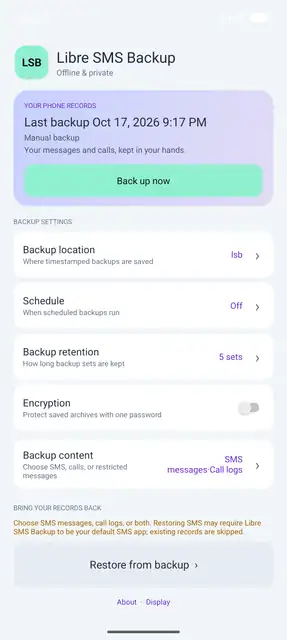 LSB
Libre SMS Backup
Offline & private
YOUR PHONE RECORDS
Last backup Oct 17, 2026 9:17 PM
Manual backup
Your messages and calls, kept in your hands.
Back up now
BACKUP SETTINGS
Backup location
Where timestamped backups are saved
lsb ›
Schedule
When scheduled backups run
Off ›
Backup retention
How long backup sets are kept
5 sets ›
Encryption
Protect saved archives with one password
Backup content
Choose SMS, calls, or restricted
messages
SMS
messages·Call logs ›
BRING YOUR RECORDS BACK
Choose SMS messages, call logs, or both. Restoring SMS may require Libre
SMS Backup to be your default SMS app; existing records are skipped.
Restore from backup ›
About · Display